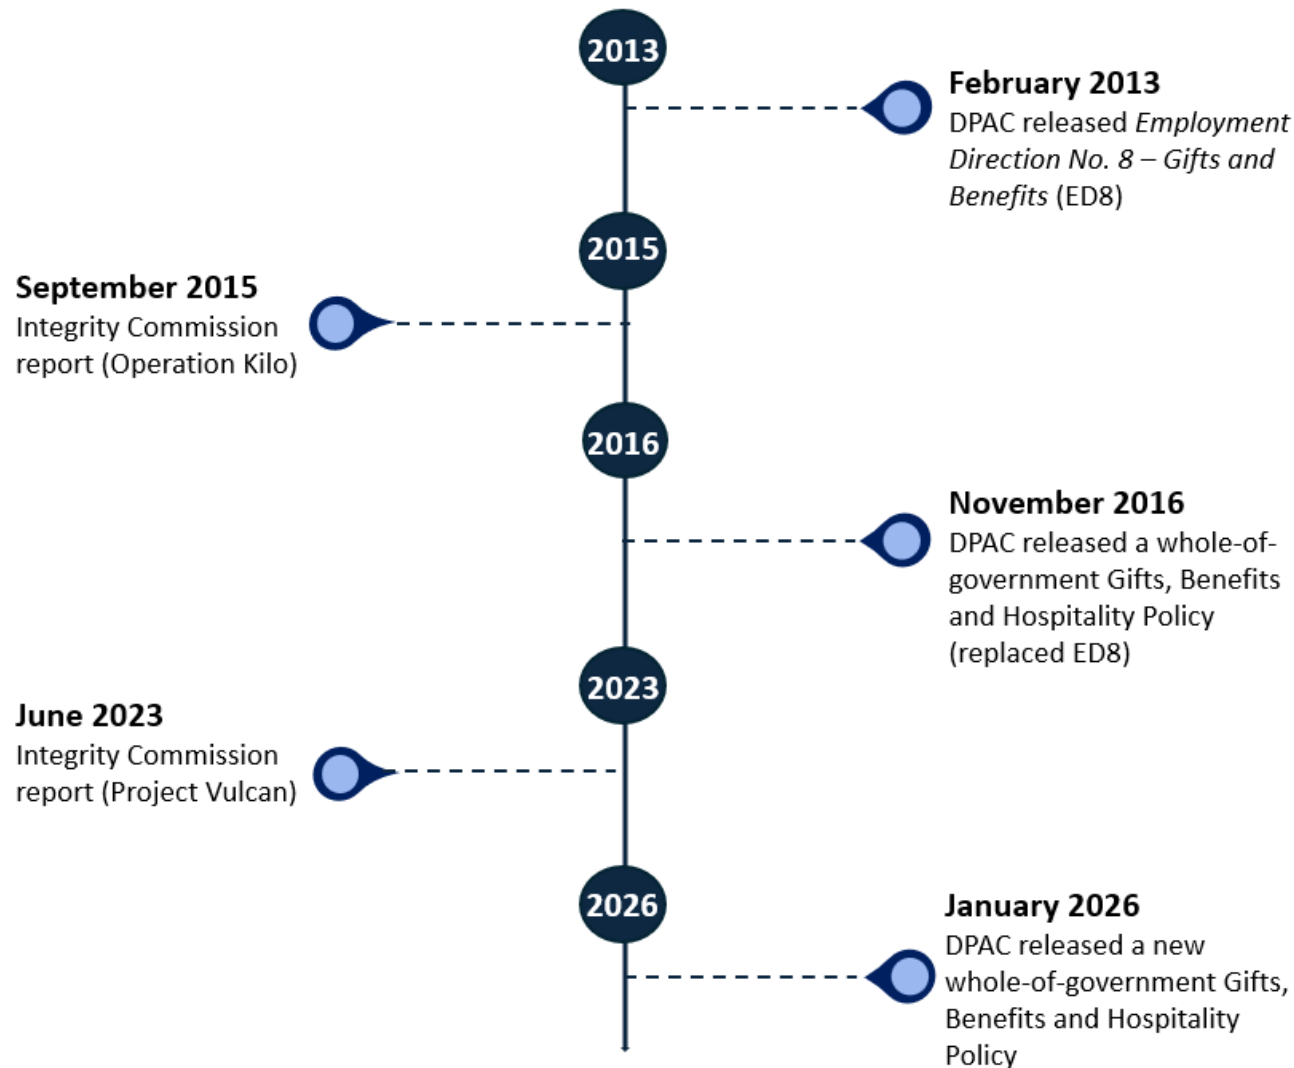 2013
February 2013
DPAC released Employment
Direction No. 8 – Gifts and
Benefits (ED8)
2015
September 2015
Integrity Commission
report (Operation Kilo)
2016
November 2016
DPAC released a whole-of-
government Gifts, Benefits
and Hospitality Policy
(replaced ED8)
2023
June 2023
Integrity Commission
report (Project Vulcan)
2026
January 2026
DPAC released a new
whole-of-government Gifts,
Benefits and Hospitality
Policy